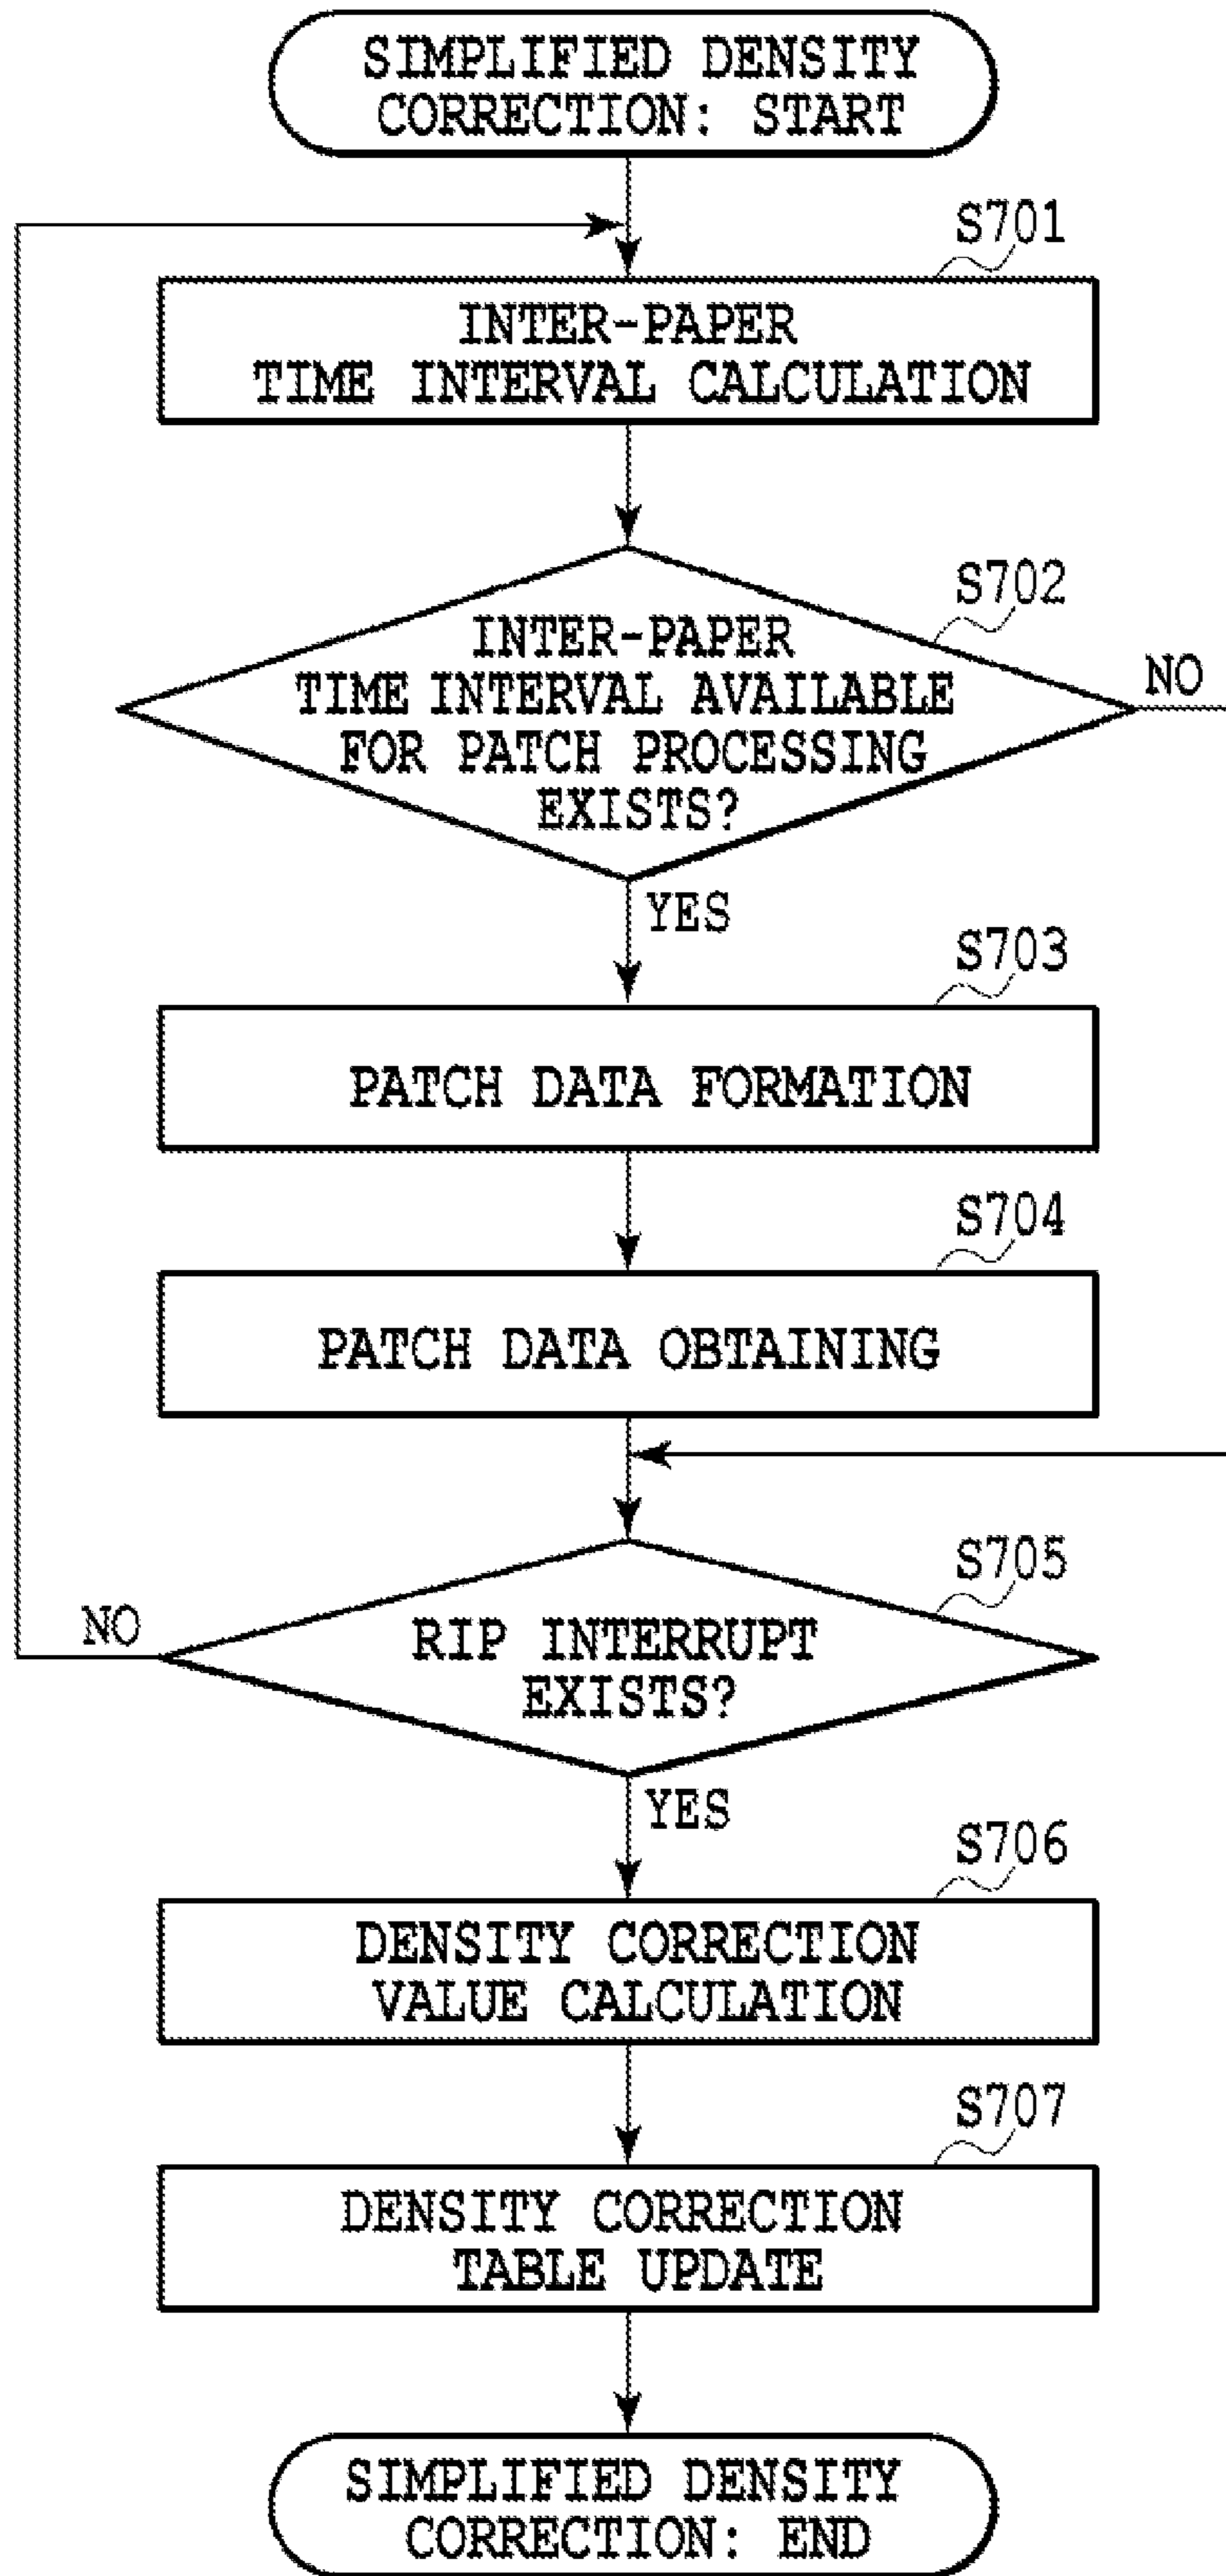 SIMPLIFIED DENSITY
CORRECTION: START
S701
INTER-PAPER
TIME INTERVAL CALCULATION
S702
INTER-PAPER
TIME INTERVAL AVAILABLE
FOR PATCH PROCESSING
EXISTS?
NO
YES
S703
PATCH DATA FORMATION
S704
PATCH DATA OBTAINING
S705
RIP INTERRUPT
EXISTS?
NO
YES
S706
DENSITY CORRECTION
VALUE CALCULATION
S707
DENSITY CORRECTION
TABLE UPDATE
SIMPLIFIED DENSITY
CORRECTION: END